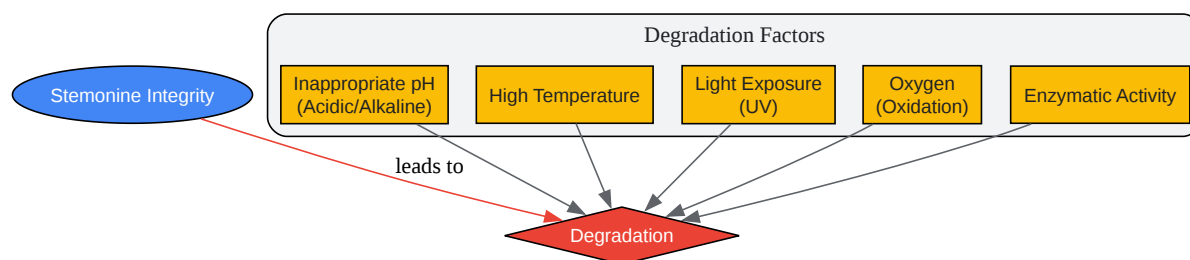 Degradation Factors
Stemonine Integrity
Inappropriate pH
(Acidic/Alkaline)
High Temperature
Light Exposure
(UV)
Oxygen
(Oxidation)
Enzymatic Activity
leads to
Degradation